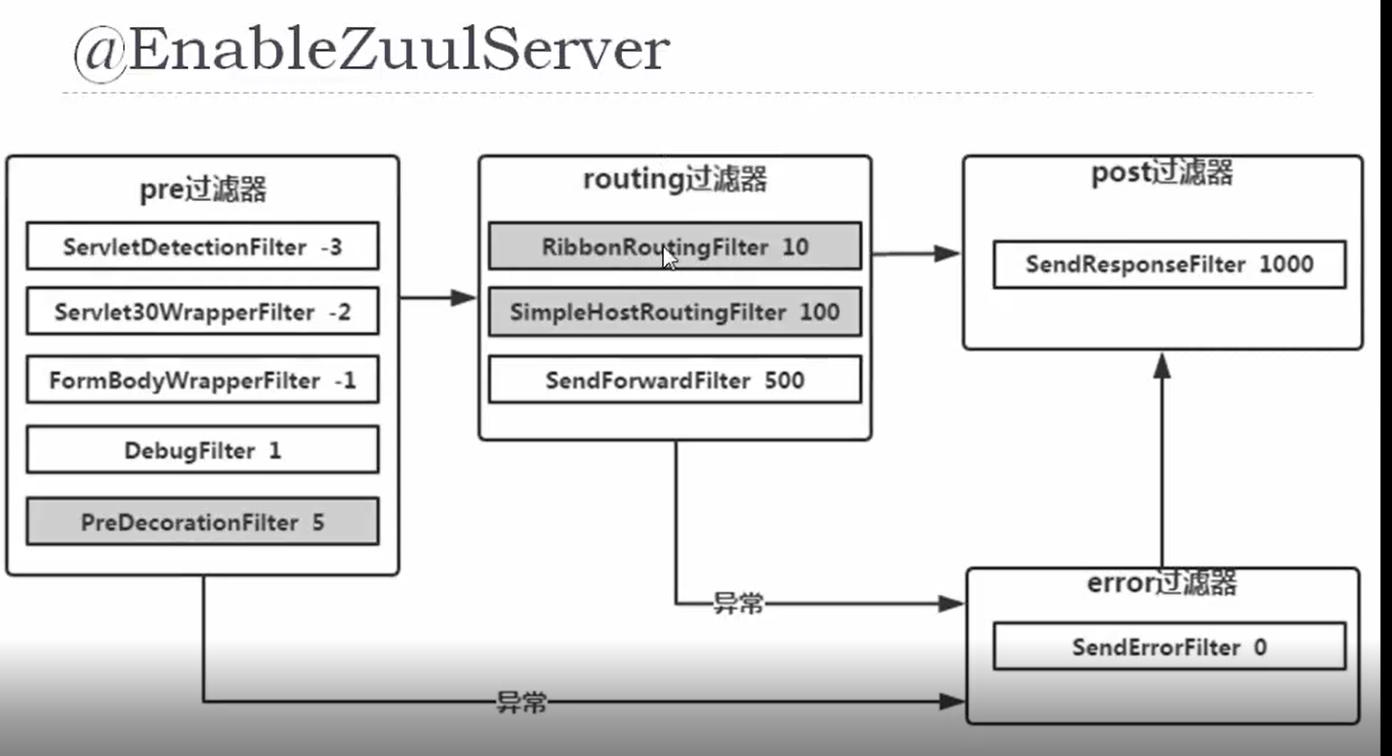 @EnableZuulServer
pre过滤器
ServletDetectionFilter -3
Servlet30WrapperFilter -2
FormBodyWrapperFilter -1
DebugFilter 1
PreDecorationFilter 5
routing过滤器
RibbonRoutingFilter 10
SimpleHostRoutingFilter 100
SendForwardFilter 500
post过滤器
SendResponseFilter 1000
异常
异常
error过滤器
SendErrorFilter 0